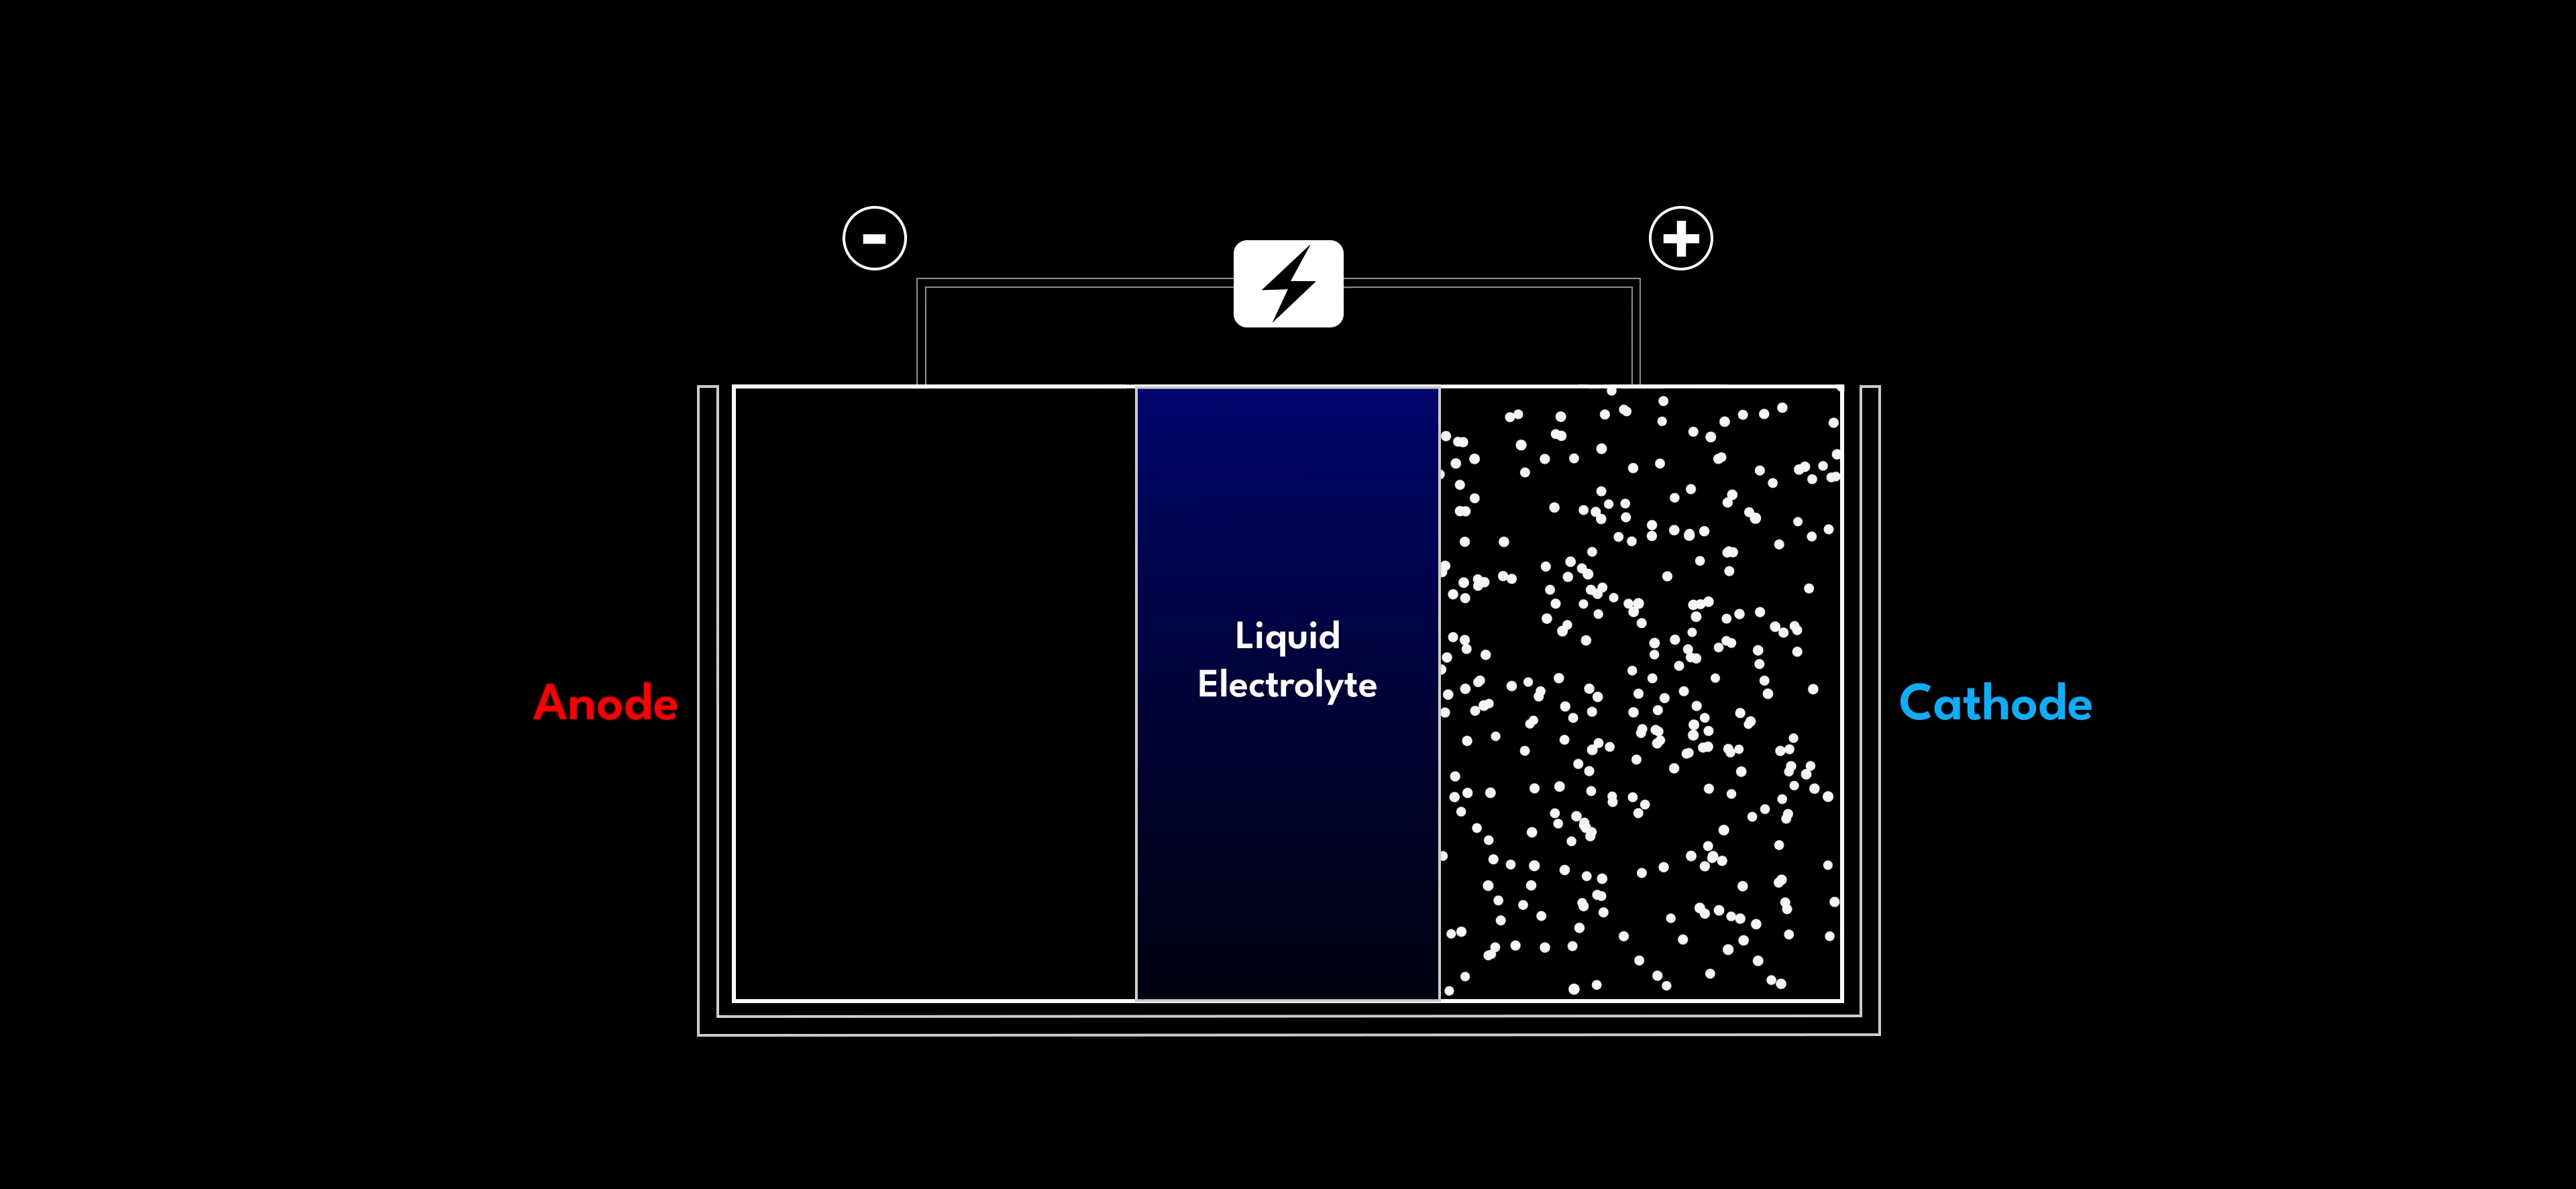 -
+
Liquid
Electrolyte
Anode
Cathode